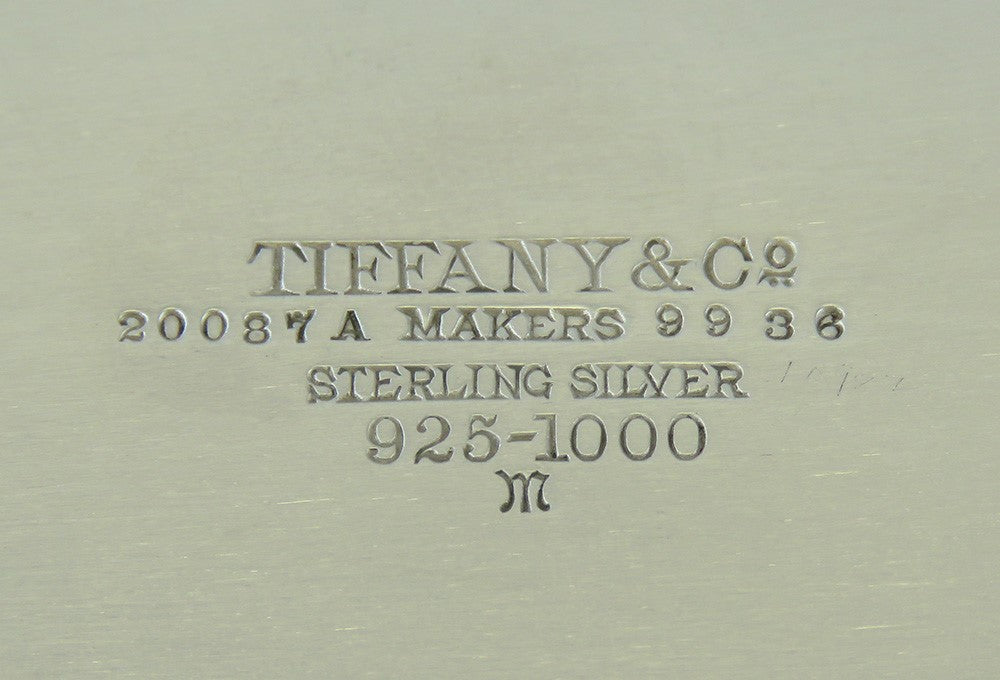 TIFFANY & Co
20087A MAKERS 9936
STERLING SILVER
925-1000
M